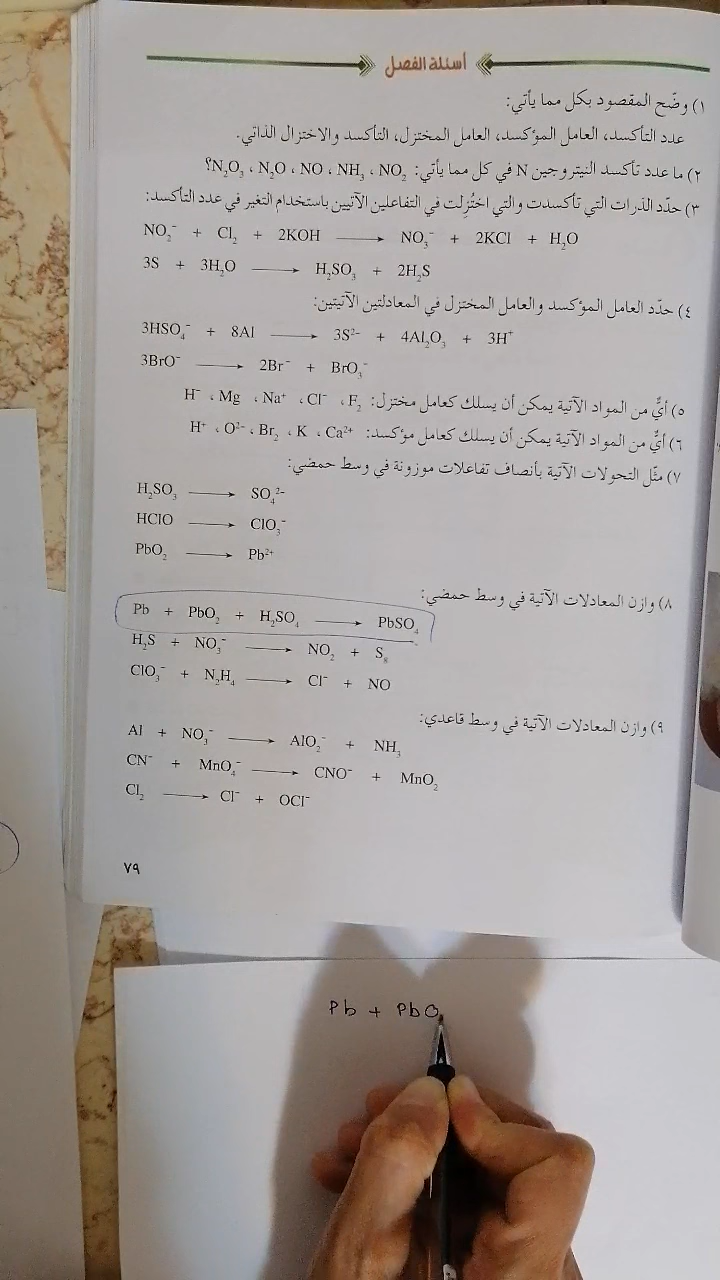 أسئلة الفصل
١) وضّح المقصود بكل مما يأتي:
عدد التأكسد، العامل المؤكسد، العامل المختزل، التأكسد والاختزال الذاتي.
٢) ما عدد تأكسد النيتروجين N في كل مما يأتي: NO₂ ، NH₃ ، NO ، N₂O ، N₂O₃؟
٣) حدّد الذرات التي تأكسدت والتي اختُزِلت في التفاعلين الآتيين باستخدام التغير في عدد التأكسد:
NO₂⁻ + Cl₂ + 2KOH ⟶ NO₃⁻ + 2KCl + H₂O
3S + 3H₂O ⟶ H₂SO₃ + 2H₂S
٤) حدّد العامل المؤكسد والعامل المختزل في المعادلتين الآتيتين:
3HSO₄⁻ + 8Al ⟶ 3S²⁻ + 4Al₂O₃ + 3H⁺
3BrO⁻ ⟶ 2Br⁻ + BrO₃⁻
٥) أيٌّ من المواد الآتية يمكن أن يسلك كعامل مختزل: F₂ ، Cl⁻ ، Na⁺ ، Mg ، H⁻
٦) أيٌّ من المواد الآتية يمكن أن يسلك كعامل مؤكسد: Ca²⁺ ، K ، Br₂ ، O²⁻ ، H⁺
٧) مثّل التحولات الآتية بأنصاف تفاعلات موزونة في وسط حمضي:
H₂SO₃ ⟶ SO₄²⁻
HClO ⟶ ClO₃⁻
PbO₂ ⟶ Pb²⁺
٨) وازن المعادلات الآتية في وسط حمضي:
Pb + PbO₂ + H₂SO₄ ⟶ PbSO₄
H₂S + NO₃⁻ ⟶ NO₂ + S₈
ClO₃⁻ + N₂H₄ ⟶ Cl⁻ + NO
٩) وازن المعادلات الآتية في وسط قاعدي:
Al + NO₃⁻ ⟶ AlO₂⁻ + NH₃
CN⁻ + MnO₄⁻ ⟶ CNO⁻ + MnO₂
Cl₂ ⟶ Cl⁻ + OCl⁻
٧٩
Pb + PbO